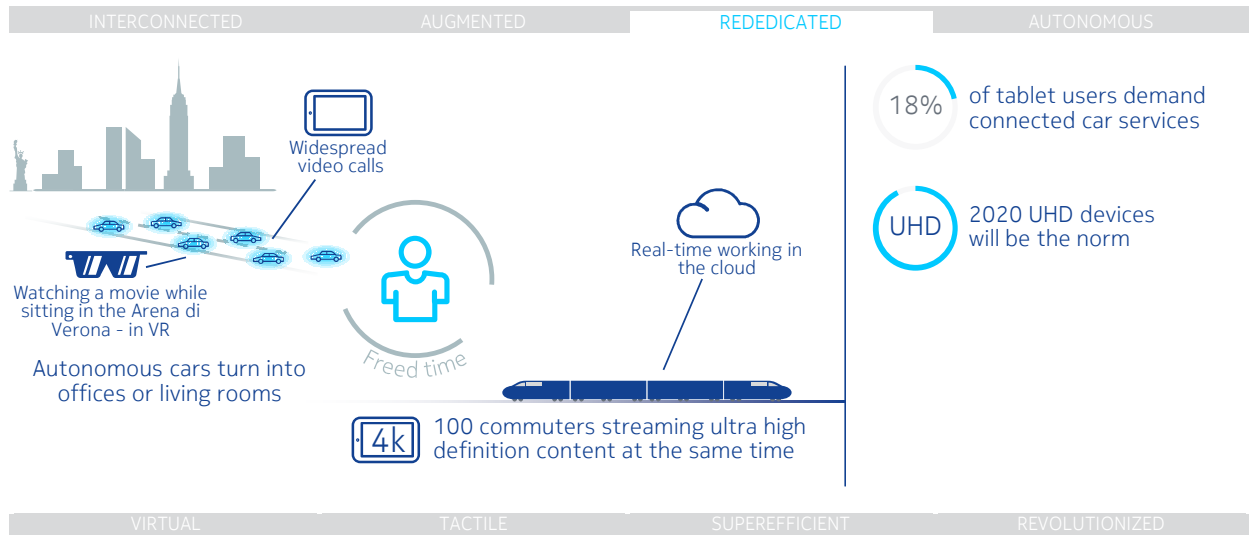 INTERCONNECTED
AUGMENTED
REDEDICATED
AUTONOMOUS
Widespread
video calls
Watching a movie while
sitting in the Arena di
Verona - in VR
Autonomous cars turn into
offices or living rooms
Freed time
Real-time working in
the cloud
4k
100 commuters streaming ultra high
definition content at the same time
18%
of tablet users demand
connected car services
UHD
2020 UHD devices
will be the norm
VIRTUAL
TACTILE
SUPEREFFICIENT
REVOLUTIONIZED